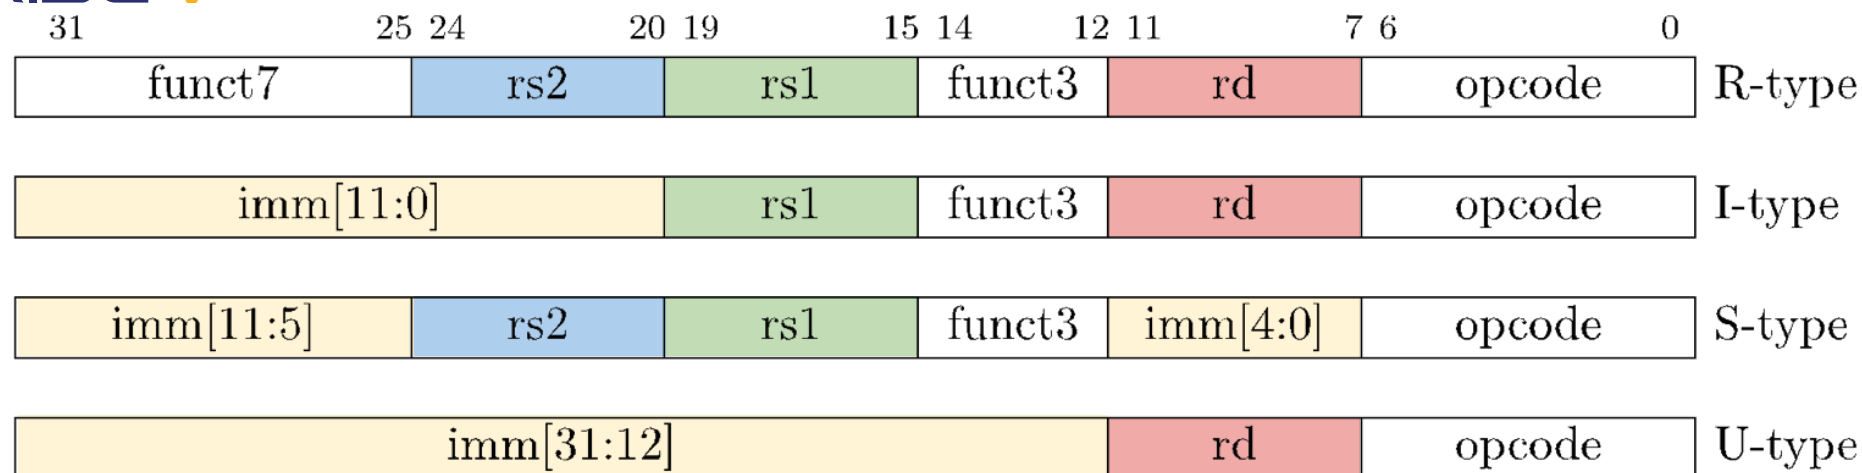 31 25 24 20 19 15 14 12 11 7 6 0
funct7 rs2 rs1 funct3 rd opcode R-type
imm[11:0] rs1 funct3 rd opcode I-type
imm[11:5] rs2 rs1 funct3 imm[4:0] opcode S-type
imm[31:12] rd opcode U-type